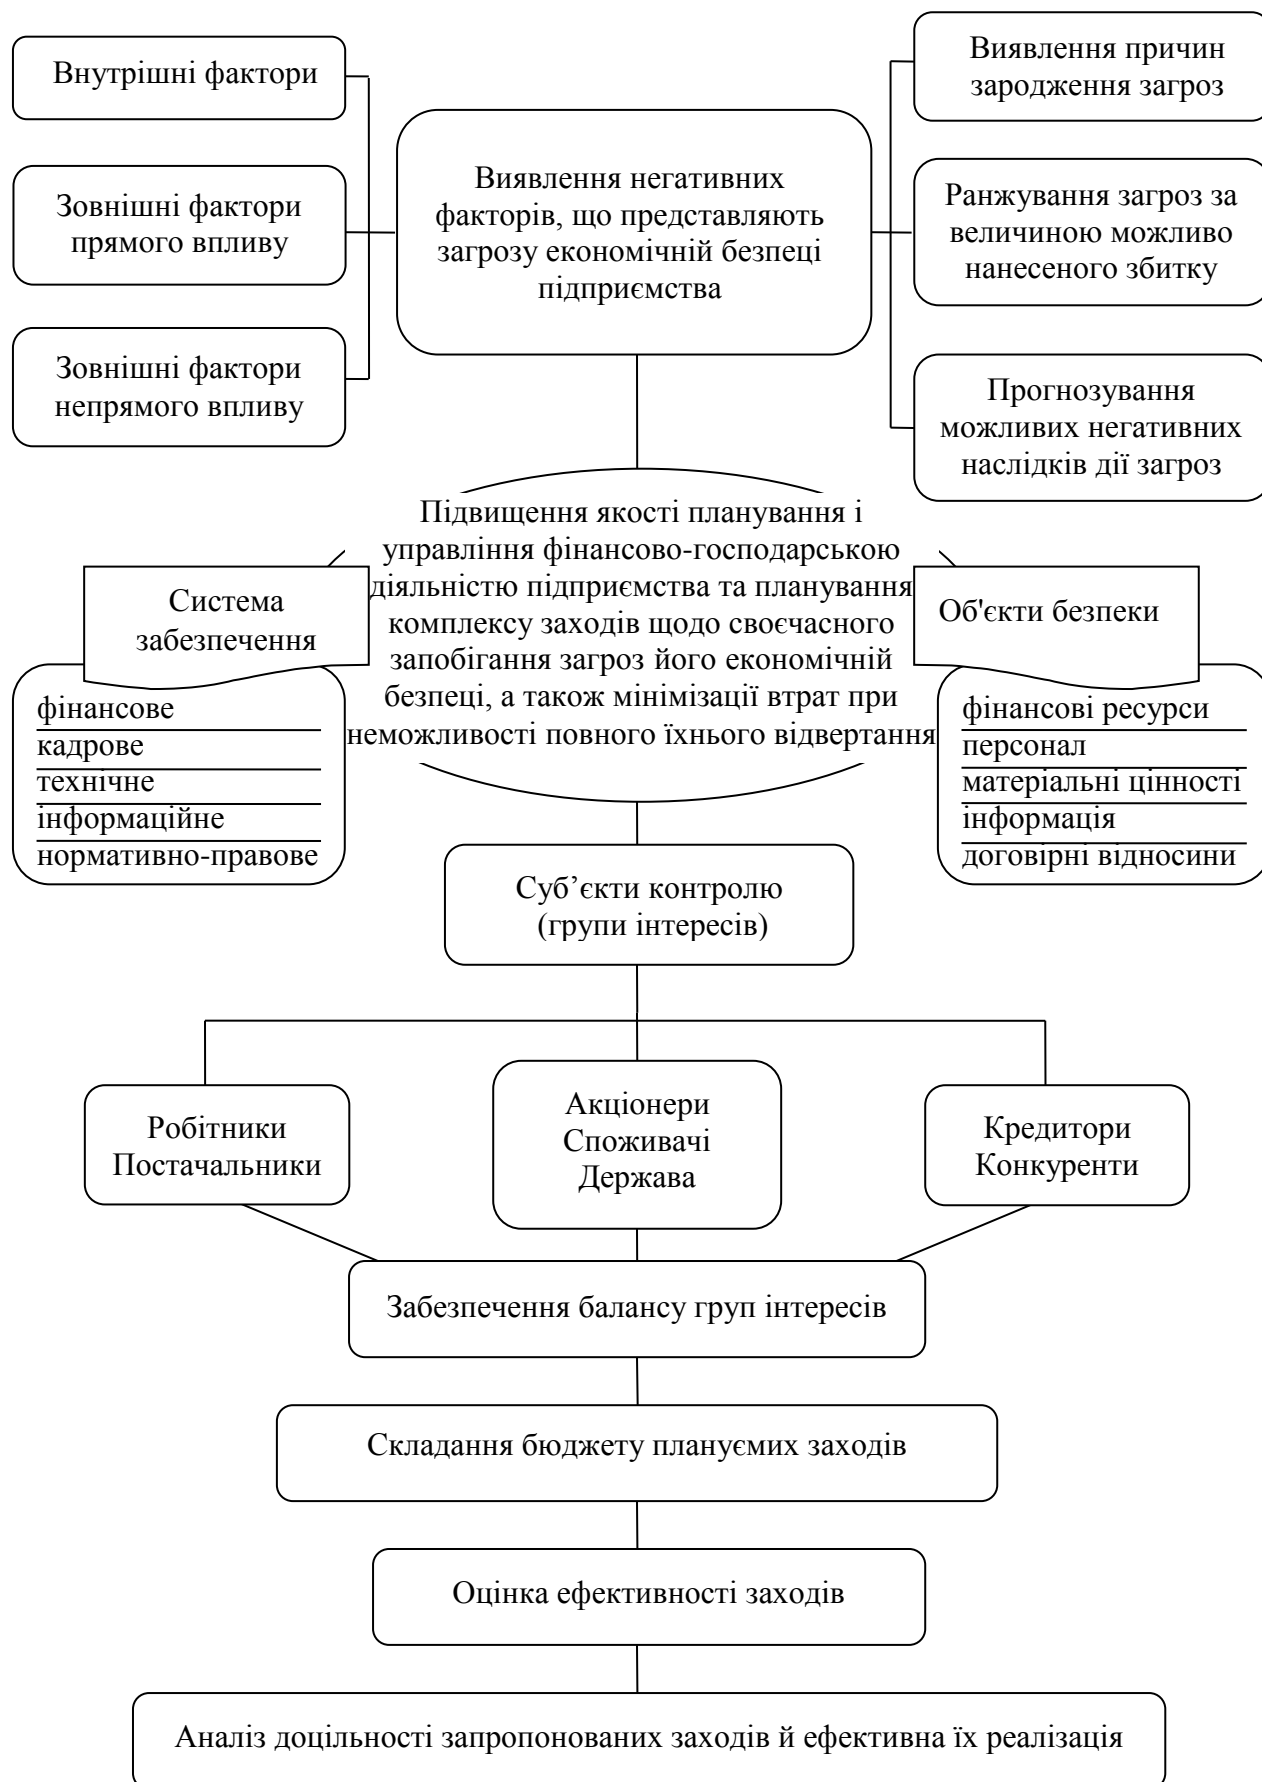 Внутрішні фактори
Зовнішні фактори
прямого впливу
Зовнішні фактори
непрямого впливу
Виявлення негативних
факторів, що представляють
загрозу економічній безпеці
підприємства
Виявлення причин
зародження загроз
Ранжування загроз за
величиною можливо
нанесеного збитку
Прогнозування
можливих негативних
наслідків дії загроз
Підвищення якості планування і
управління фінансово-господарською
діяльністю підприємства та планування
комплексу заходів щодо своєчасного
запобігання загроз його економічній
безпеці, а також мінімізації втрат при
неможливості повного їхнього відвертання
Система
забезпечення
фінансове
кадрове
технічне
інформаційне
нормативно-правове
Об'єкти безпеки
фінансові ресурси
персонал
матеріальні цінності
інформація
договірні відносини
Суб’єкти контролю
(групи інтересів)
Робітники
Постачальники
Акціонери
Споживачі
Держава
Кредитори
Конкуренти
Забезпечення балансу груп інтересів
Складання бюджету плануємих заходів
Оцінка ефективності заходів
Аналіз доцільності запропонованих заходів й ефективна їх реалізація